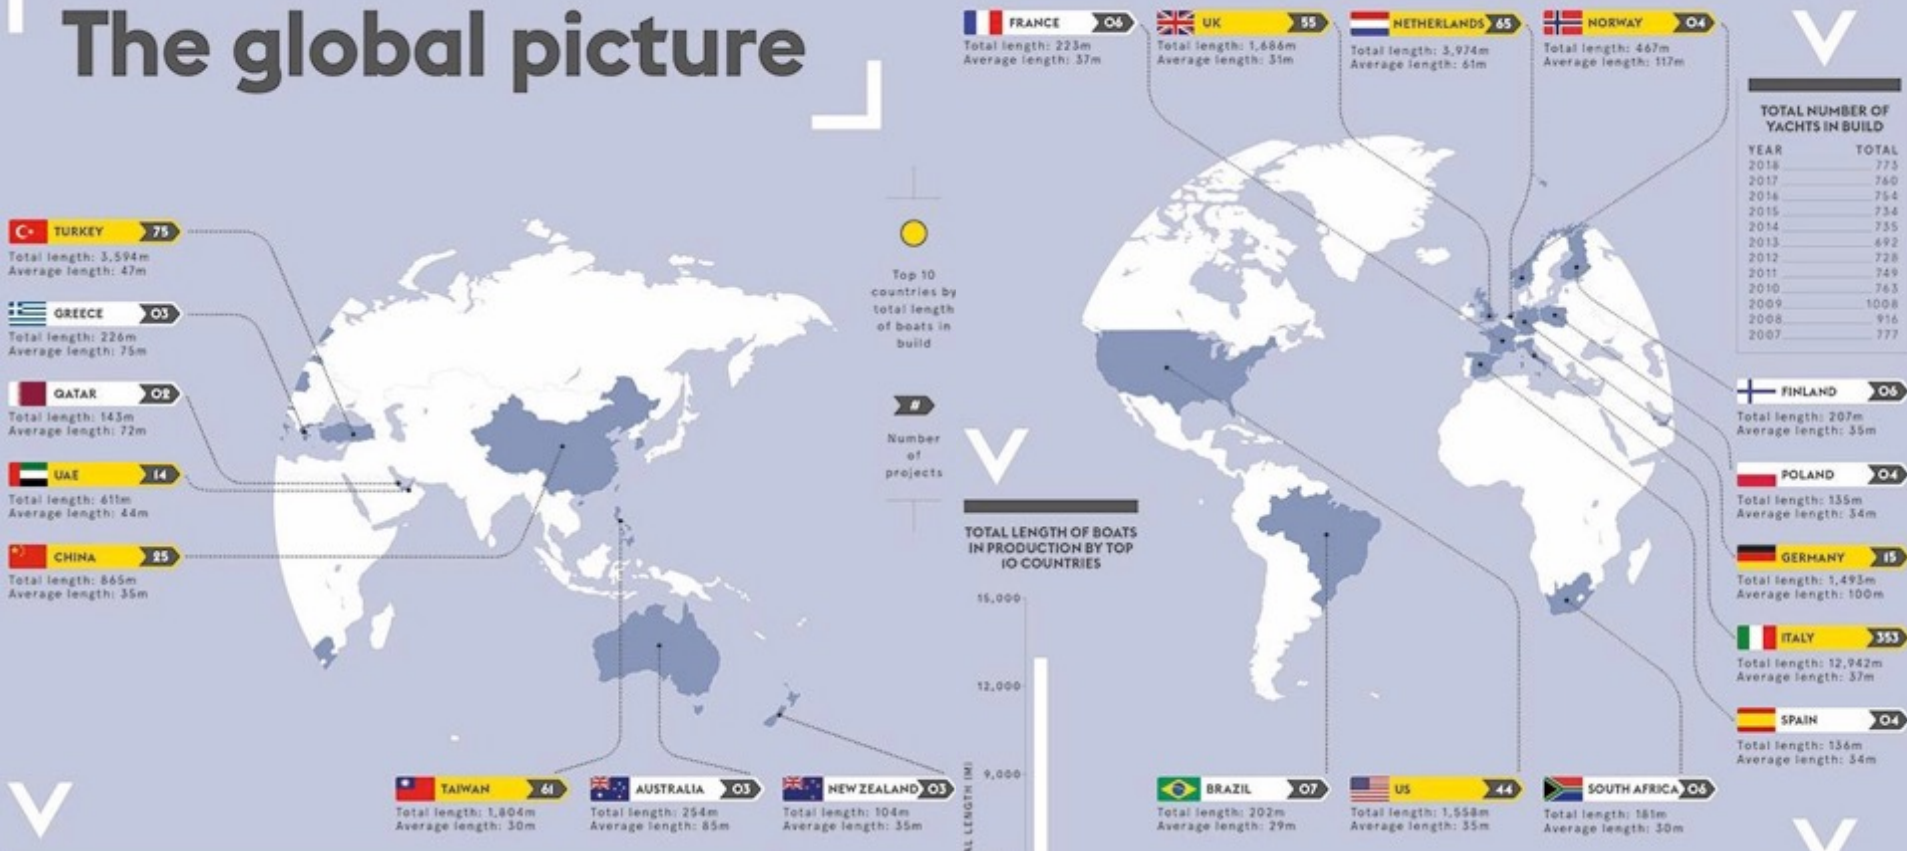 The global picture
FRANCE 06
Total length: 223m
Average length: 37m
UK 55
Total length: 1,686m
Average length: 31m
NETHERLANDS 65
Total length: 3,974m
Average length: 61m
NORWAY 04
Total length: 467m
Average length: 117m
TOTAL NUMBER OF
YACHTS IN BUILD
YEAR TOTAL
2018 773
2017 760
2016 754
2015 734
2014 735
2013 692
2012 728
2011 749
2010 763
2009 1008
2008 916
2007 777
TURKEY 75
Total length: 3,594m
Average length: 47m
GREECE 03
Total length: 226m
Average length: 75m
QATAR 02
Total length: 143m
Average length: 72m
UAE 14
Total length: 611m
Average length: 44m
CHINA 25
Total length: 865m
Average length: 35m
Top 10
countries by
total length
of boats in
build
#
Number
of
projects
FINLAND 06
Total length: 207m
Average length: 35m
POLAND 04
Total length: 135m
Average length: 34m
GERMANY 15
Total length: 1,493m
Average length: 100m
ITALY 353
Total length: 12,942m
Average length: 37m
SPAIN 04
Total length: 136m
Average length: 34m
TOTAL LENGTH OF BOATS
IN PRODUCTION BY TOP
10 COUNTRIES
15,000
12,000
9,000
AL LENGTH (M)
TAIWAN 61
Total length: 1,804m
Average length: 30m
AUSTRALIA 03
Total length: 254m
Average length: 85m
NEW ZEALAND 03
Total length: 104m
Average length: 35m
BRAZIL 07
Total length: 202m
Average length: 29m
US 44
Total length: 1,558m
Average length: 35m
SOUTH AFRICA 06
Total length: 181m
Average length: 30m